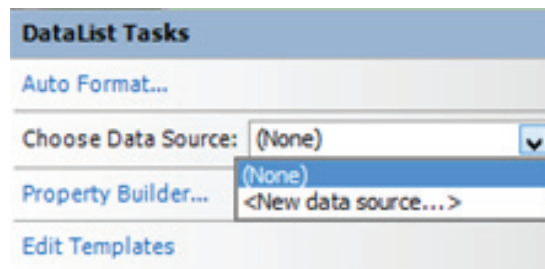 DataList Tasks
Auto Format...
Choose Data Source: (None)
(None)
Property Builder...
<New data source...>
Edit Templates